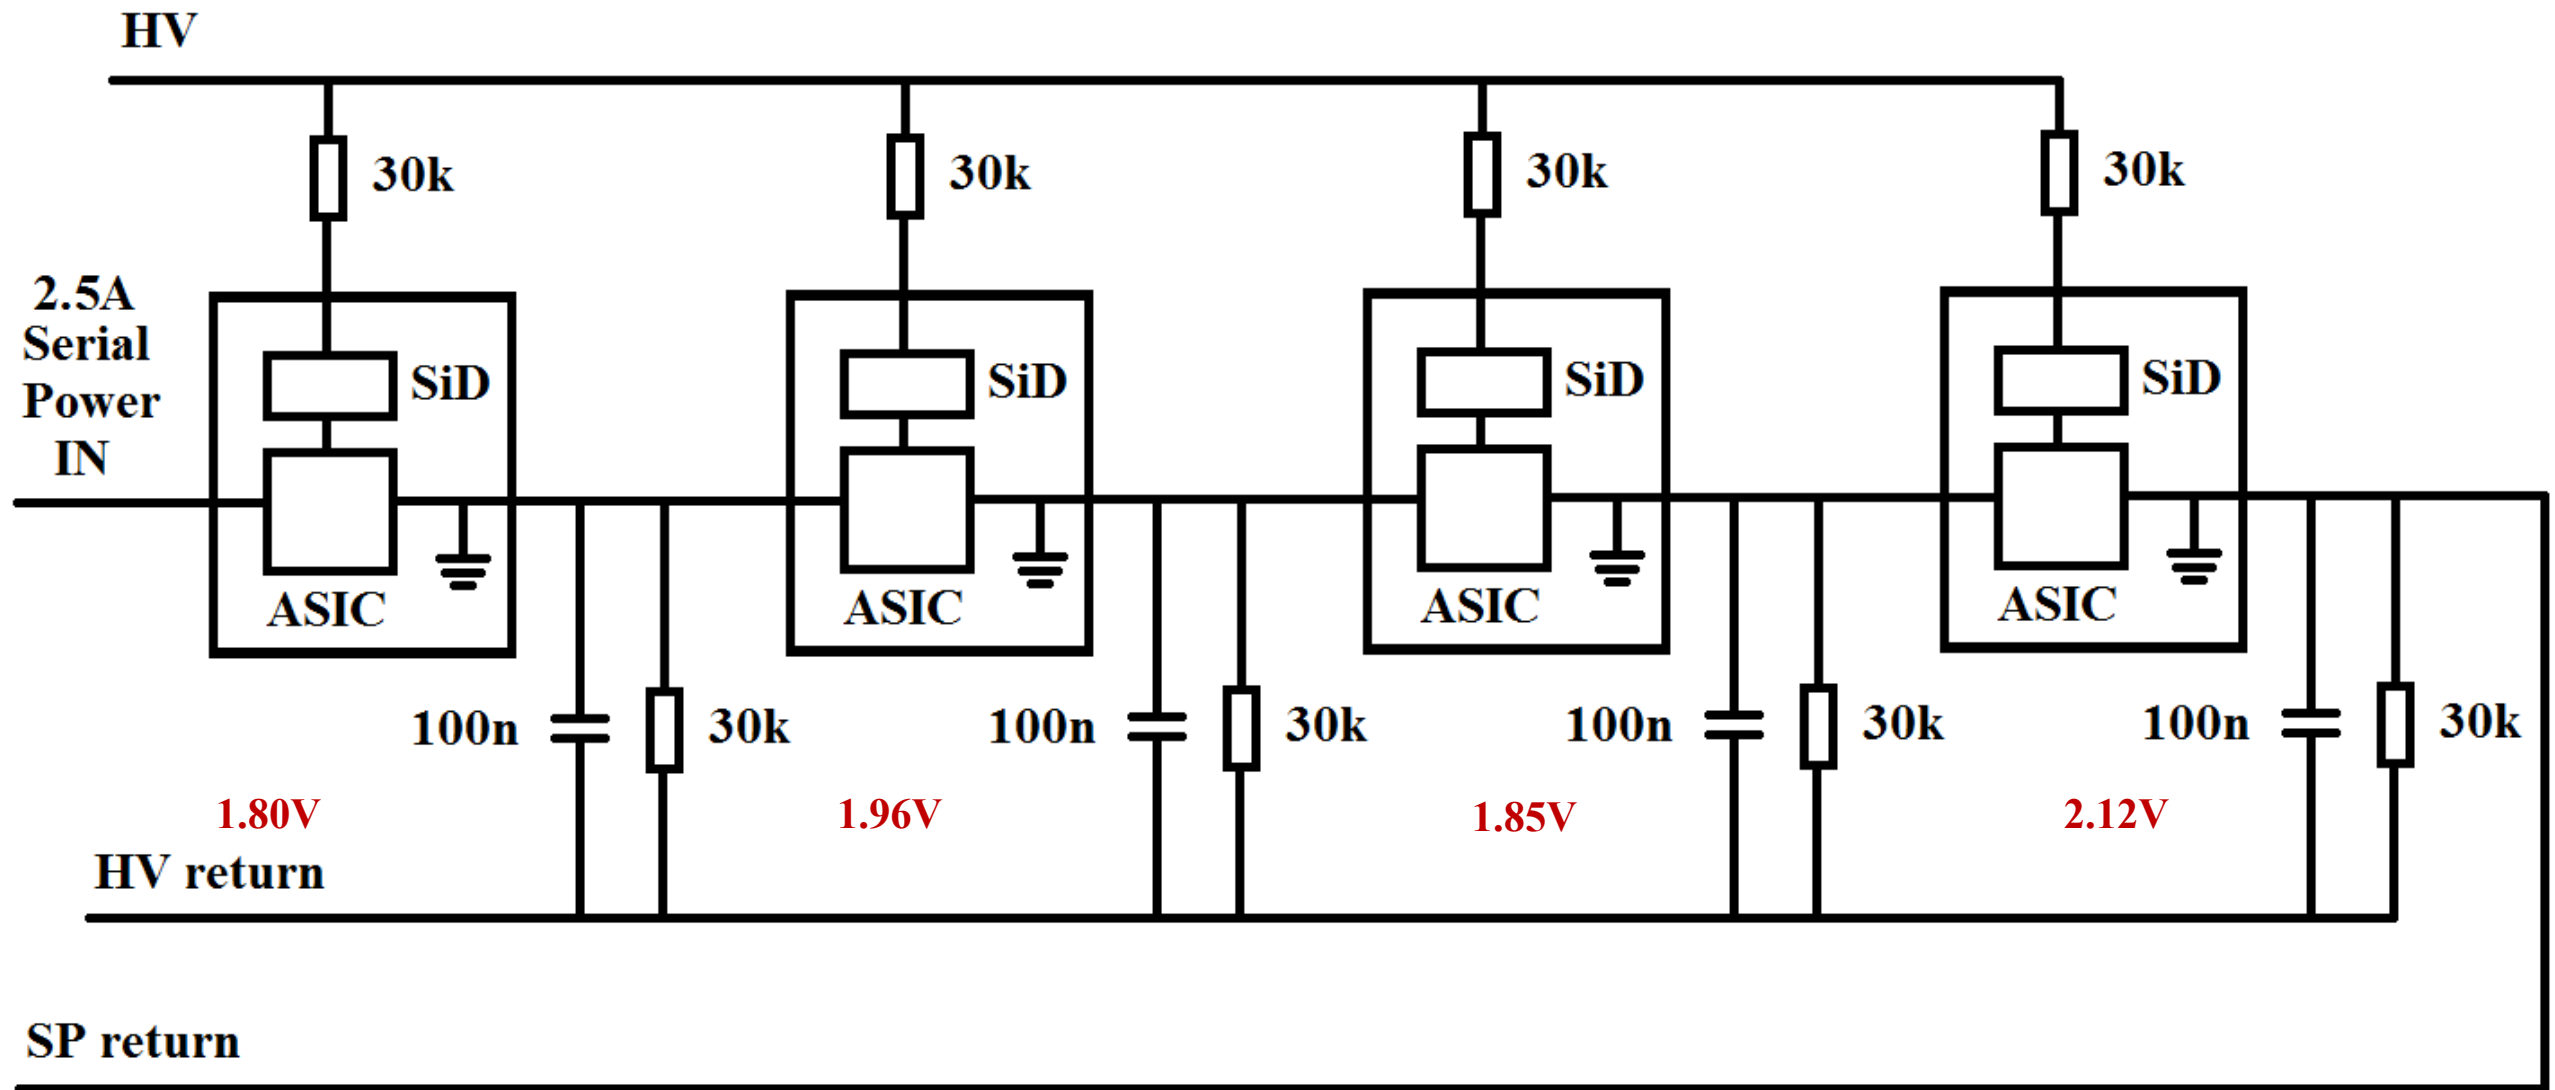 HV
30k
30k
30k
30k
2.5A
Serial
Power
IN
SiD
SiD
SiD
SiD
ASIC
ASIC
ASIC
ASIC
100n
30k
100n
30k
100n
30k
100n
30k
1.80V
1.96V
1.85V
2.12V
HV return
SP return